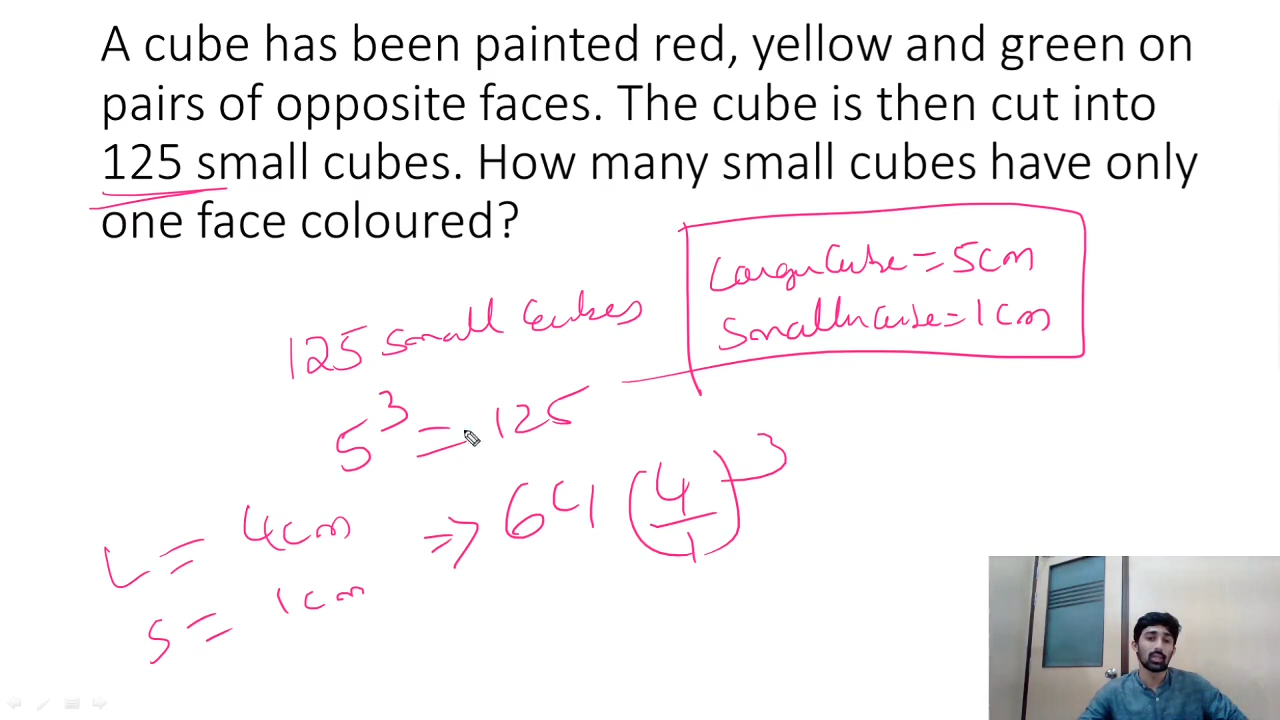 A cube has been painted red, yellow and green on
pairs of opposite faces. The cube is then cut into
125 small cubes. How many small cubes have only
one face coloured?
Larger Cube = 5cm
Smaller Cube = 1cm
125 small Cubes
5³ = 125
L = 4cm => 64 (4/1)³
S = 1cm